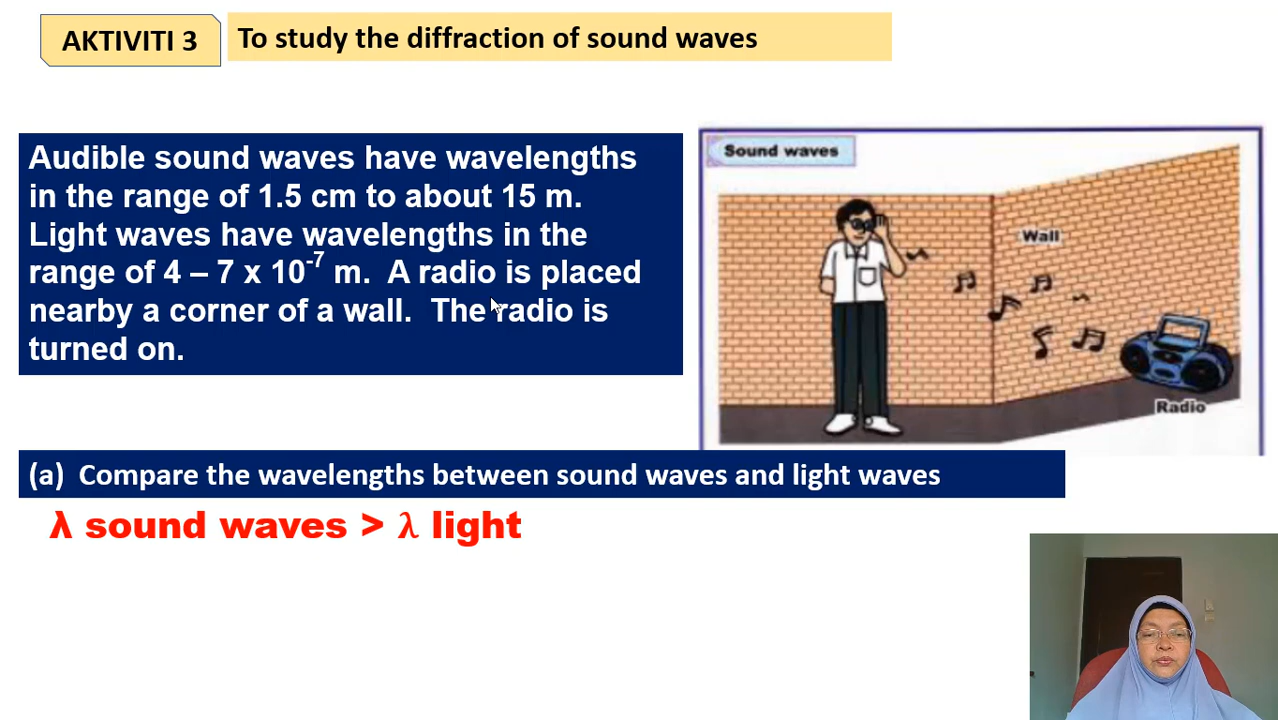 AKTIVITI 3
To study the diffraction of sound waves
Audible sound waves have wavelengths
in the range of 1.5 cm to about 15 m.
Light waves have wavelengths in the
range of 4 – 7 x 10⁻⁷ m. A radio is placed
nearby a corner of a wall. The radio is
turned on.
Sound waves
Wall
Radio
(a) Compare the wavelengths between sound waves and light waves
λ sound waves > λ light